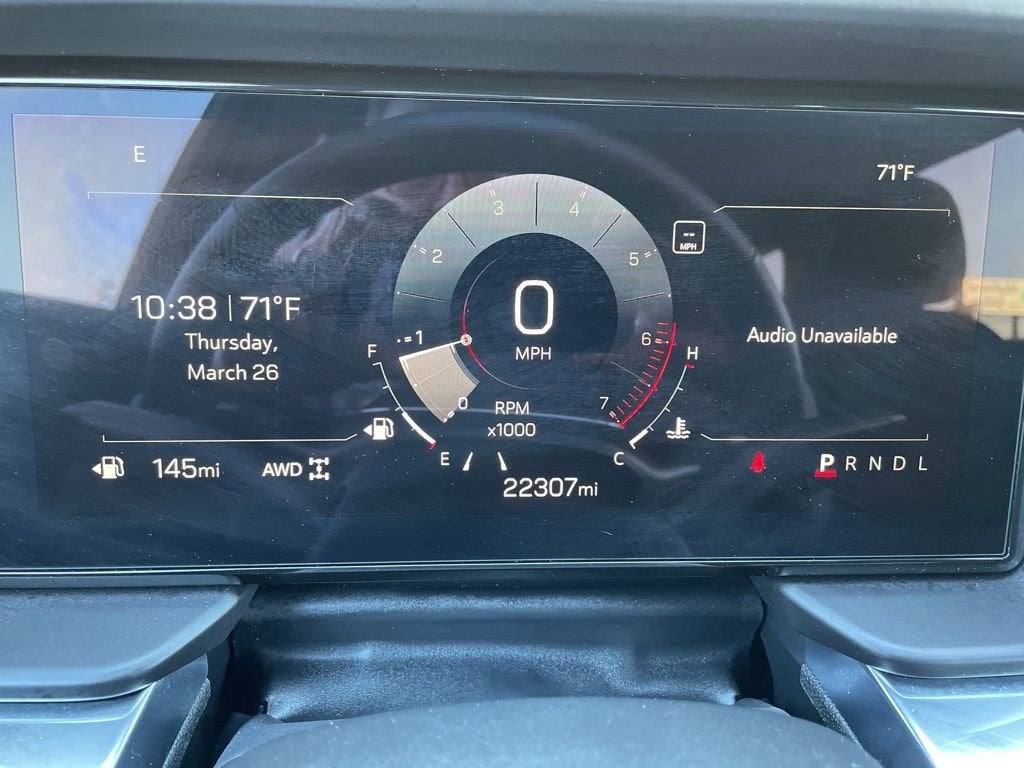 E
71°F
10:38 | 71°F
Thursday,
March 26
0 1 2 3 4 5 6 7
0
MPH
RPM
x1000
--
MPH
Audio Unavailable
F
E
H
C
145mi
AWD
22307mi
P R N D L